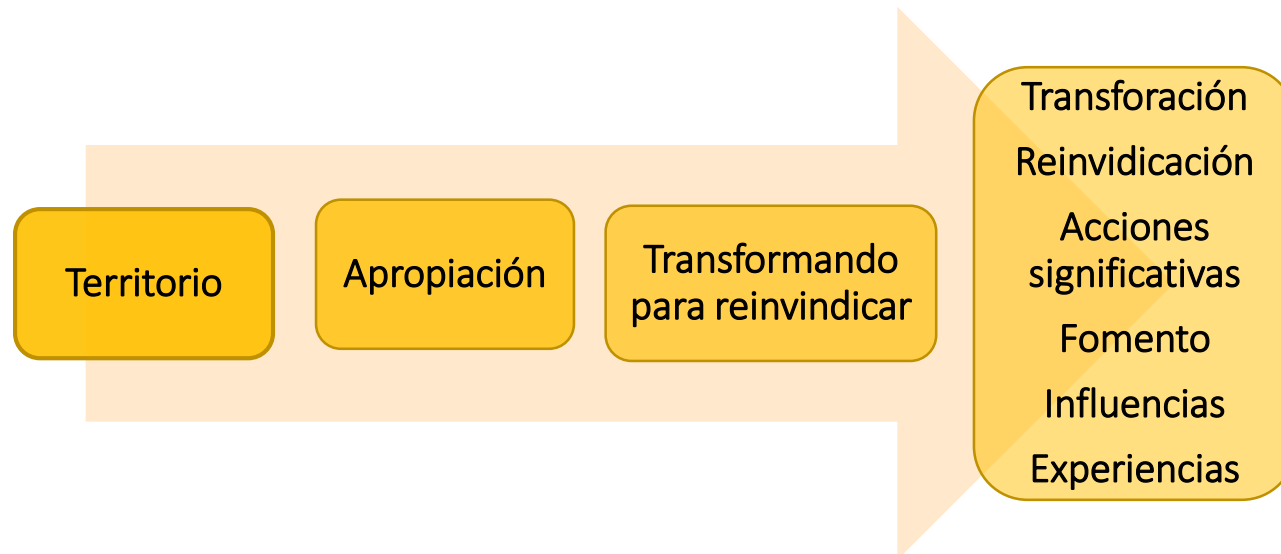 Territorio
Apropiación
Transformando
para reinvindicar
Transforación
Reinvidicación
Acciones
significativas
Fomento
Influencias
Experiencias